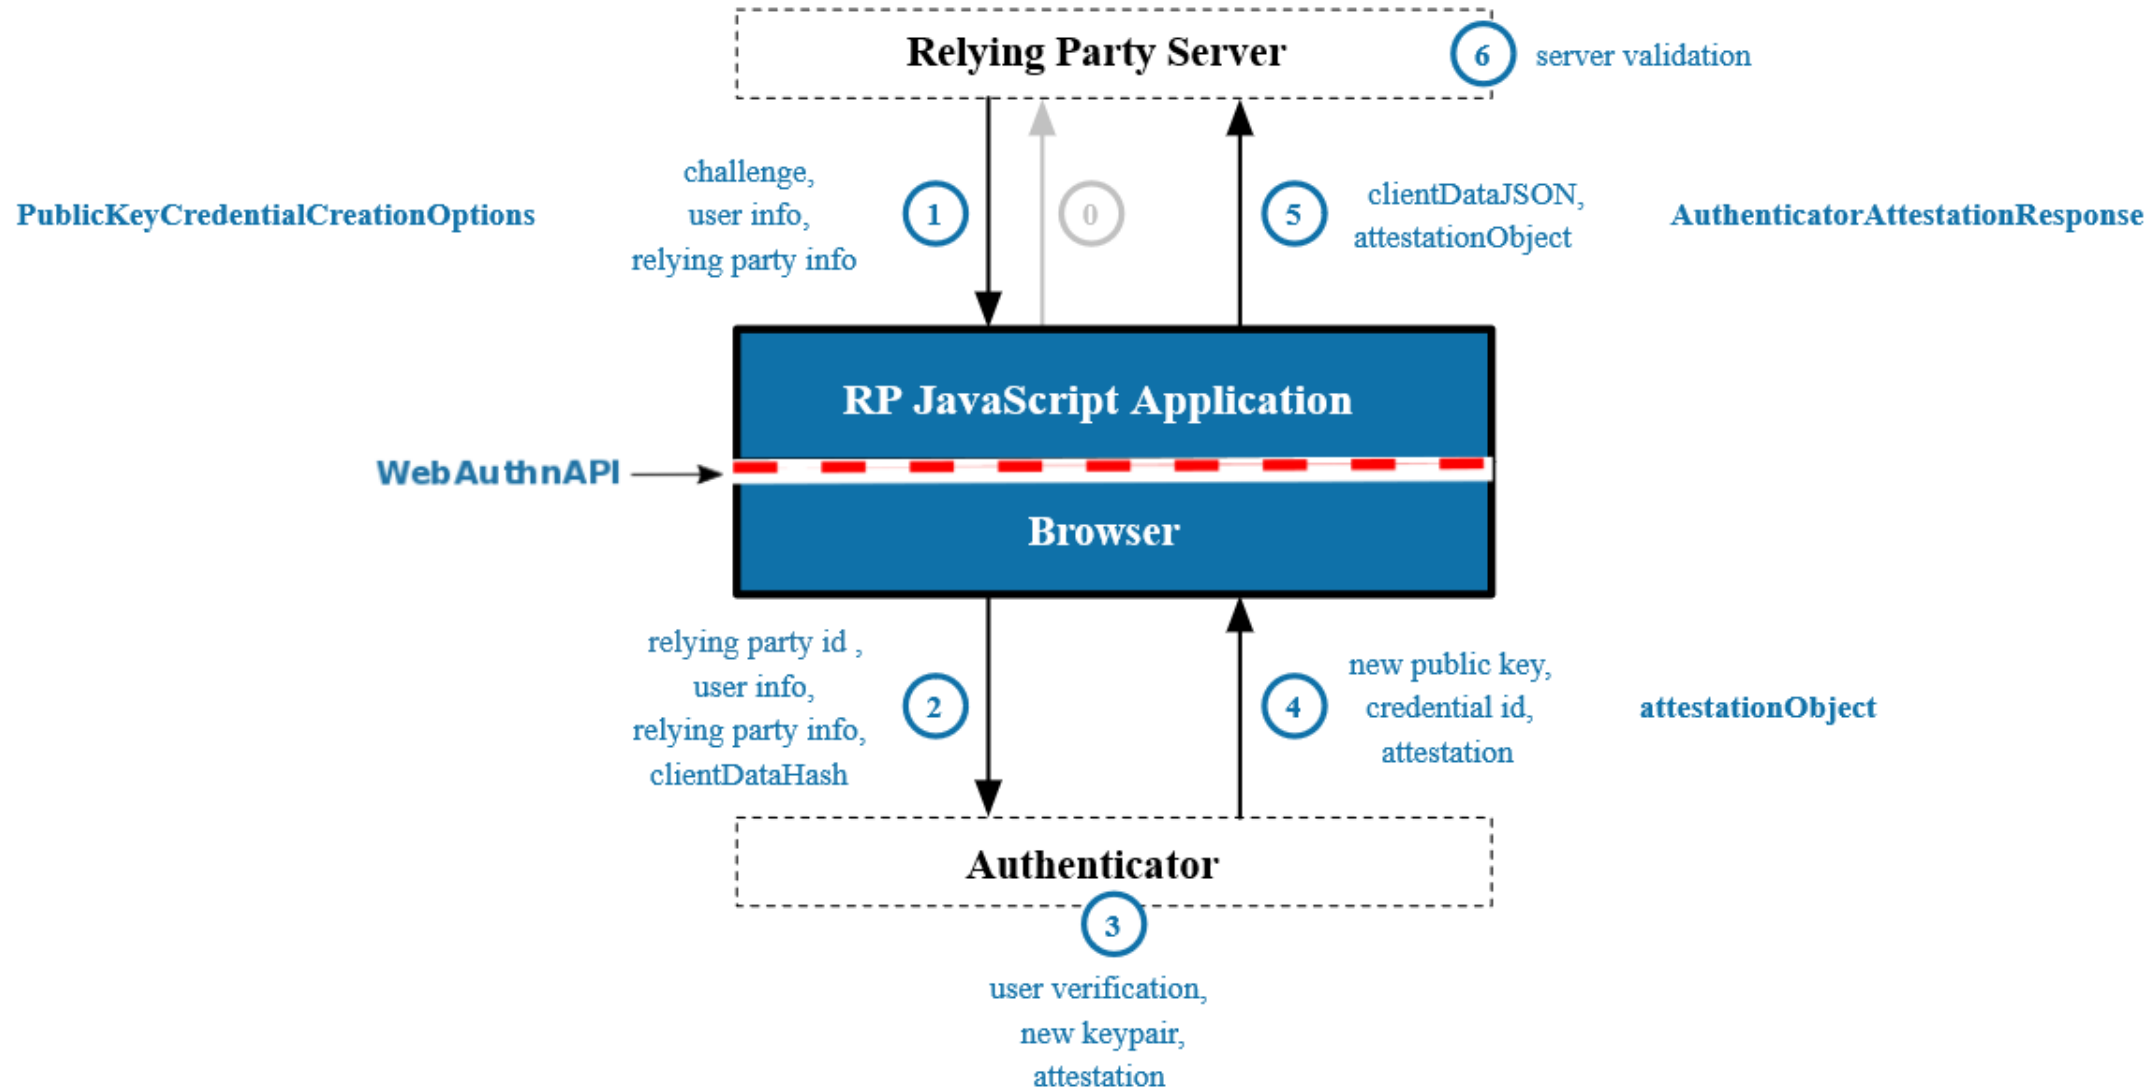 Relying Party Server
6
server validation
challenge,
user info,
relying party info
PublicKeyCredentialCreationOptions
1
0
5
clientDataJSON,
attestationObject
AuthenticatorAttestationResponse
RP JavaScript Application
WebAuthnAPI
Browser
relying party id ,
user info,
relying party info,
clientDataHash
2
4
new public key,
credential id,
attestation
attestationObject
Authenticator
3
user verification,
new keypair,
attestation